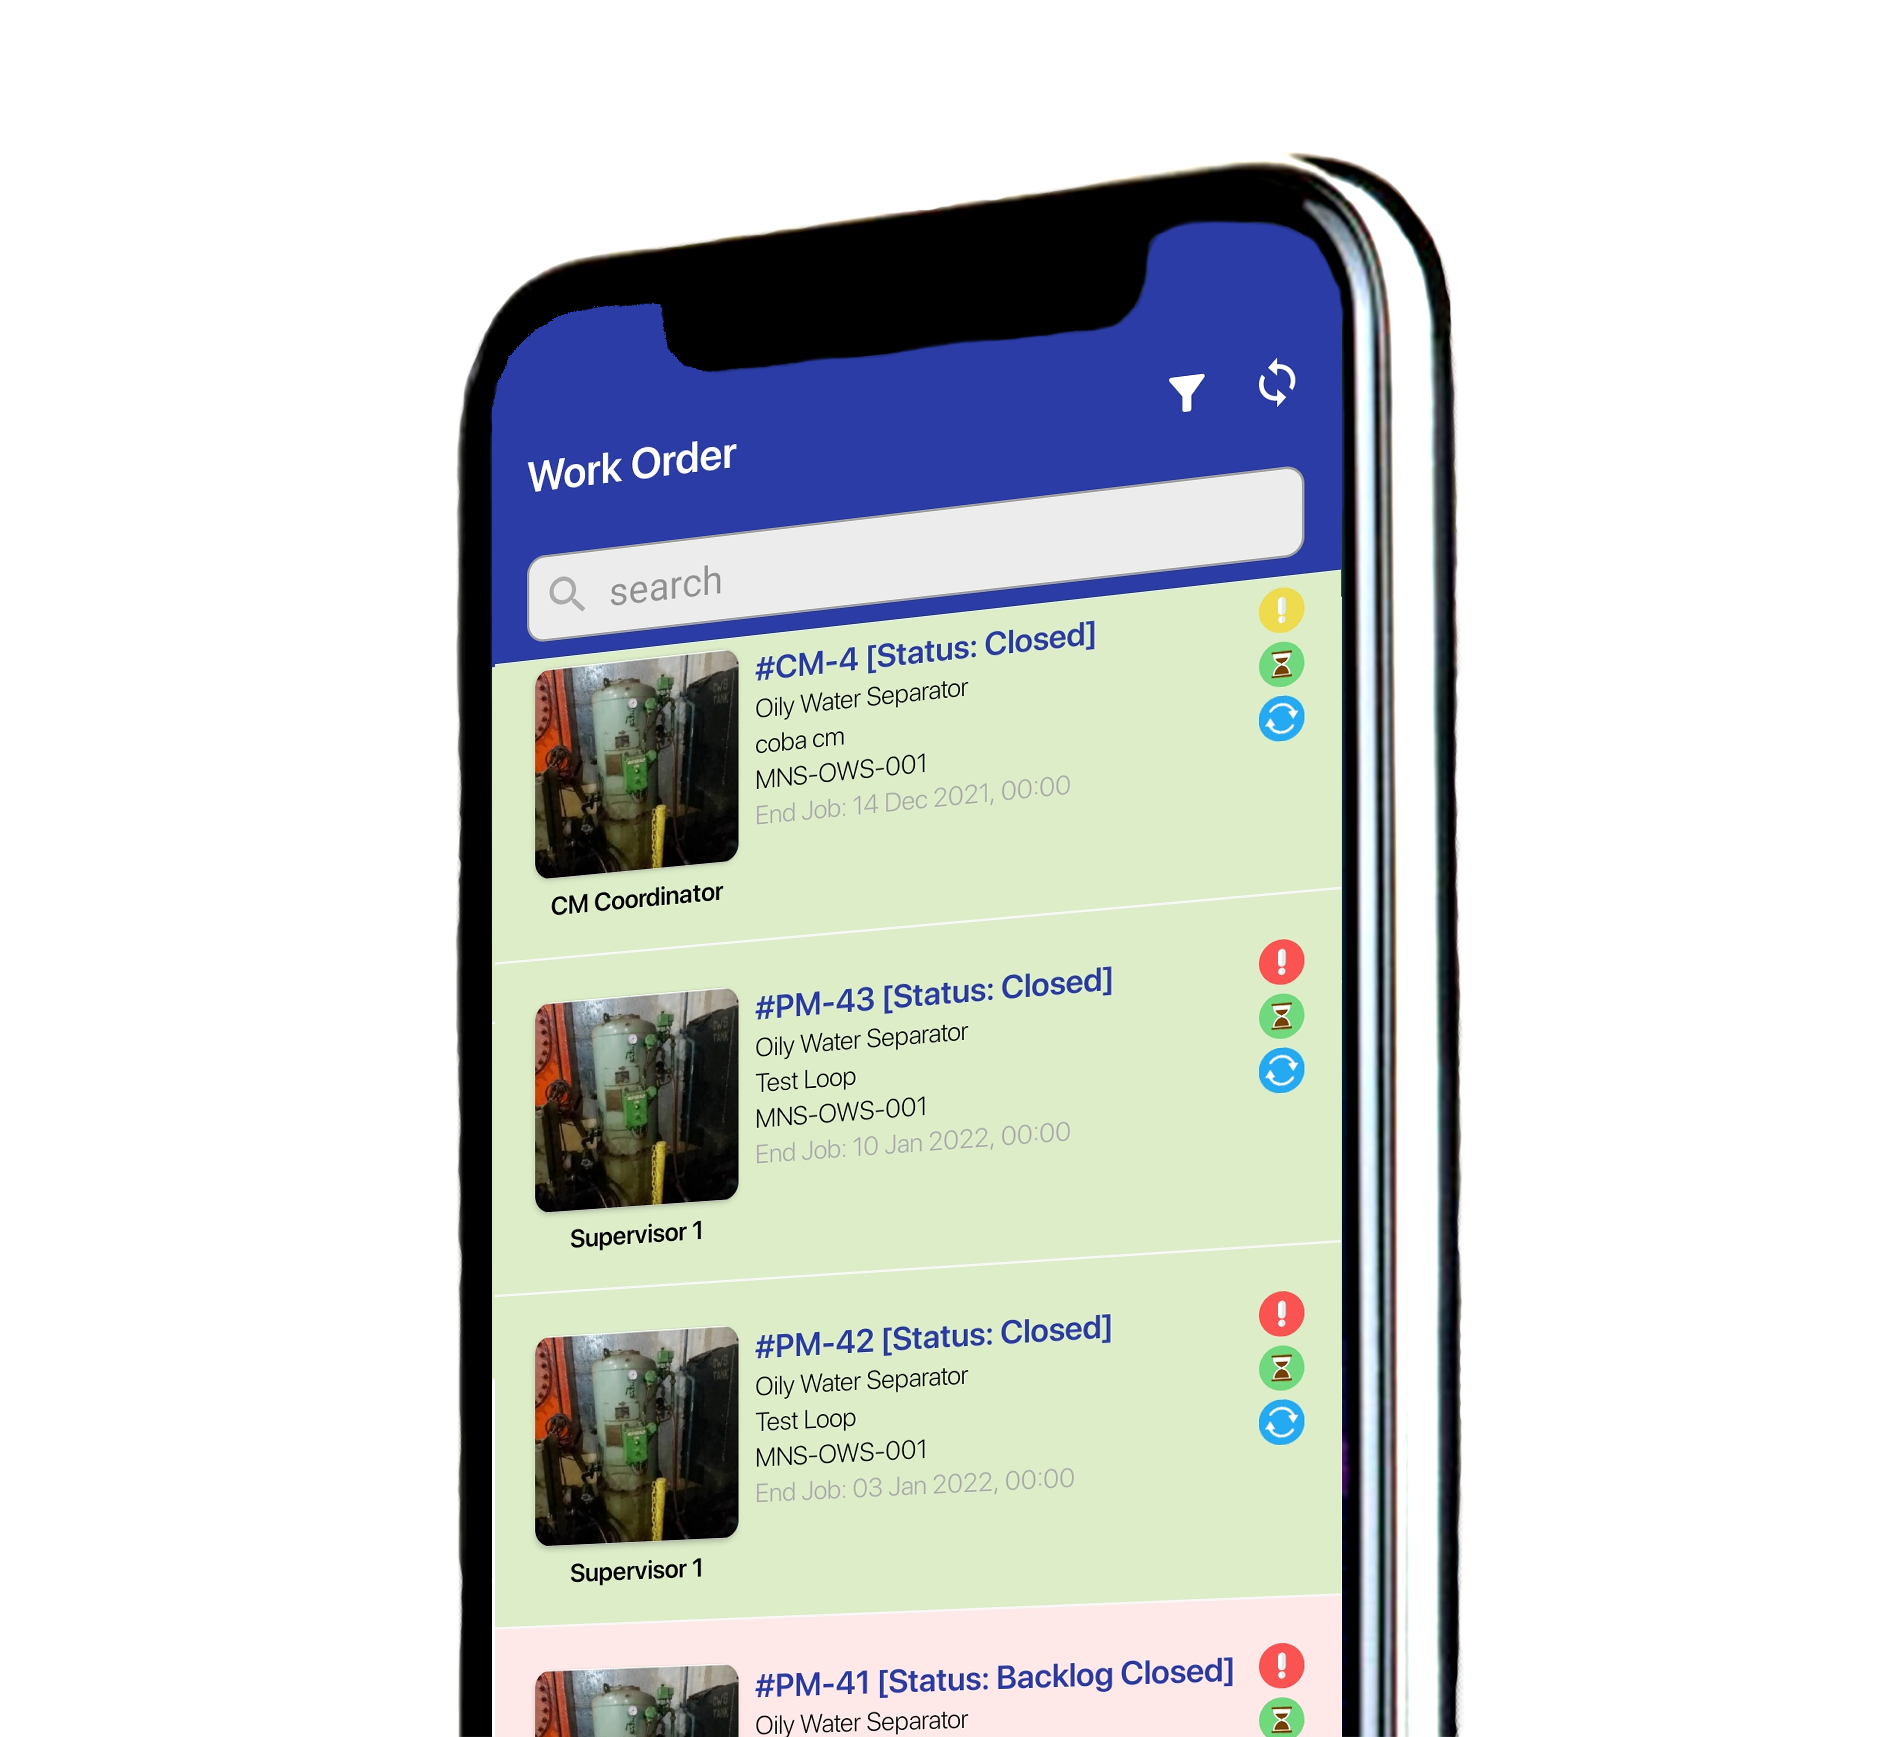 Work Order
search
#CM-4 [Status: Closed]
Oily Water Separator
coba cm
MNS-OWS-001
End Job: 14 Dec 2021, 00:00
CM Coordinator
#PM-43 [Status: Closed]
Oily Water Separator
Test Loop
MNS-OWS-001
End Job: 10 Jan 2022, 00:00
Supervisor 1
#PM-42 [Status: Closed]
Oily Water Separator
Test Loop
MNS-OWS-001
End Job: 03 Jan 2022, 00:00
Supervisor 1
#PM-41 [Status: Backlog Closed]
Oily Water Separator